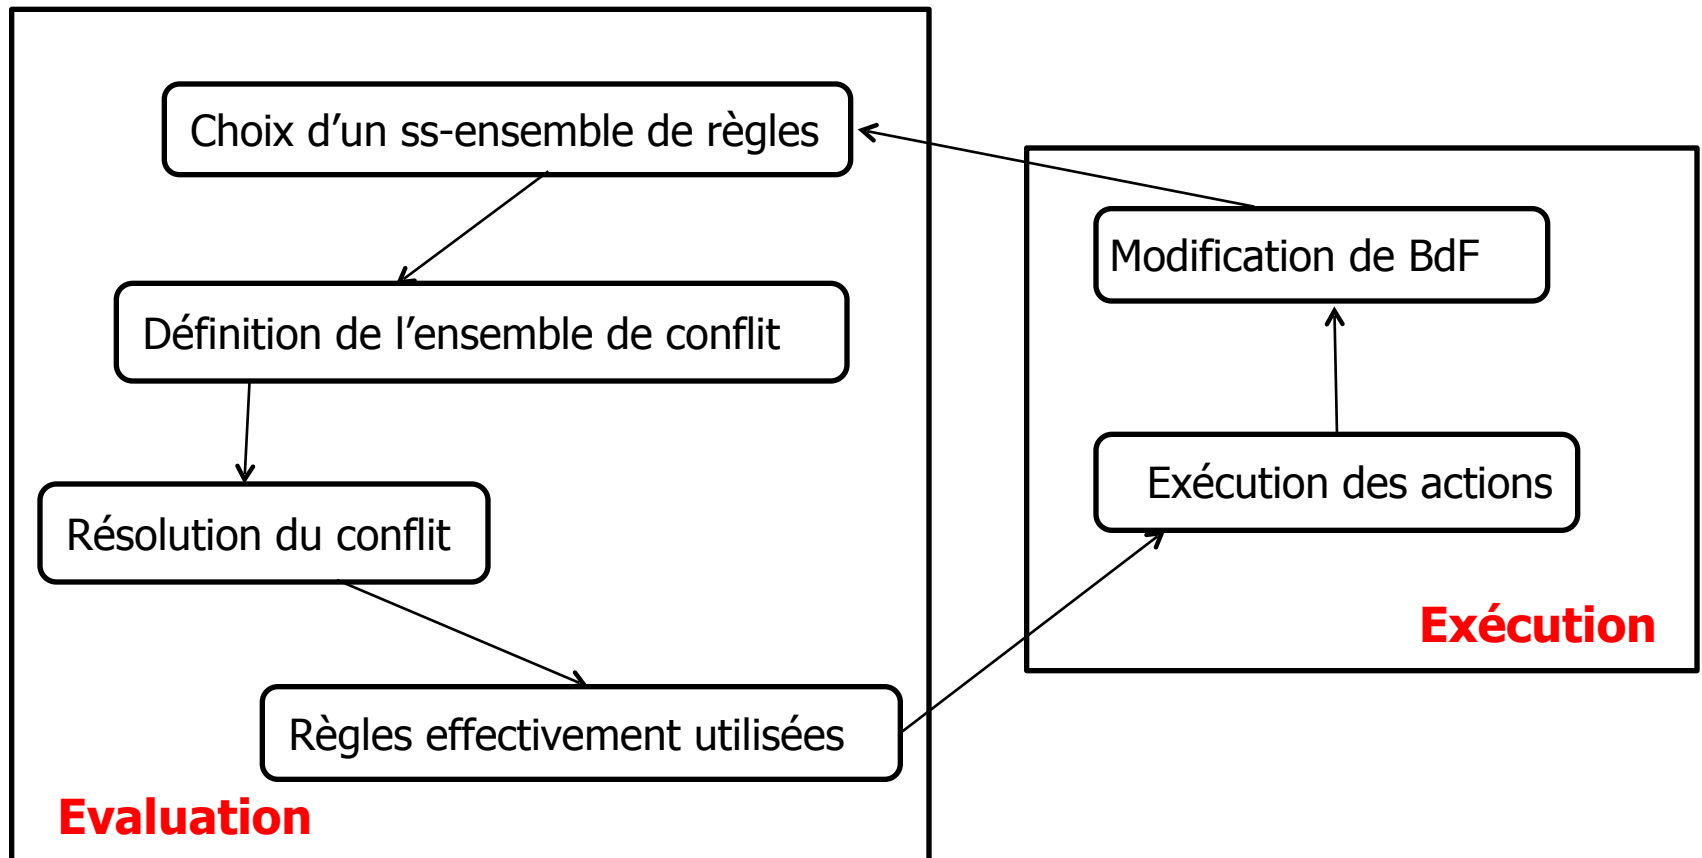 Choix d’un ss-ensemble de règles
Définition de l’ensemble de conflit
Résolution du conflit
Règles effectivement utilisées
Evaluation
Modification de BdF
Exécution des actions
Exécution